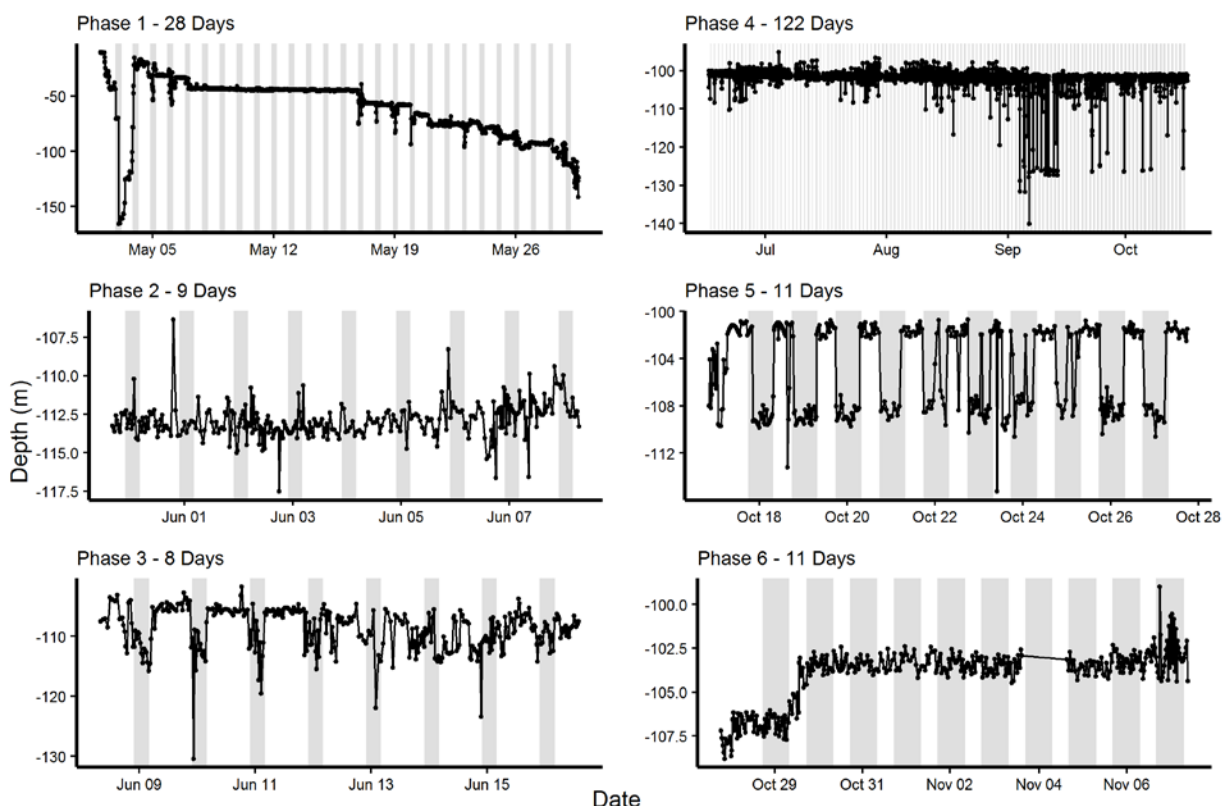 Phase 1 - 28 Days
-50
-100
-150
May 05
May 12
May 19
May 26
Phase 4 - 122 Days
-100
-110
-120
-130
-140
Jul
Aug
Sep
Oct
Phase 2 - 9 Days
-107.5
-110.0
-112.5
-115.0
-117.5
Jun 01
Jun 03
Jun 05
Jun 07
Phase 5 - 11 Days
-100
-104
-108
-112
Oct 18
Oct 20
Oct 22
Oct 24
Oct 26
Oct 28
Phase 3 - 8 Days
-110
-120
-130
Jun 09
Jun 11
Jun 13
Jun 15
Phase 6 - 11 Days
-100.0
-102.5
-105.0
-107.5
Oct 29
Oct 31
Nov 02
Nov 04
Nov 06
Depth (m)
Date